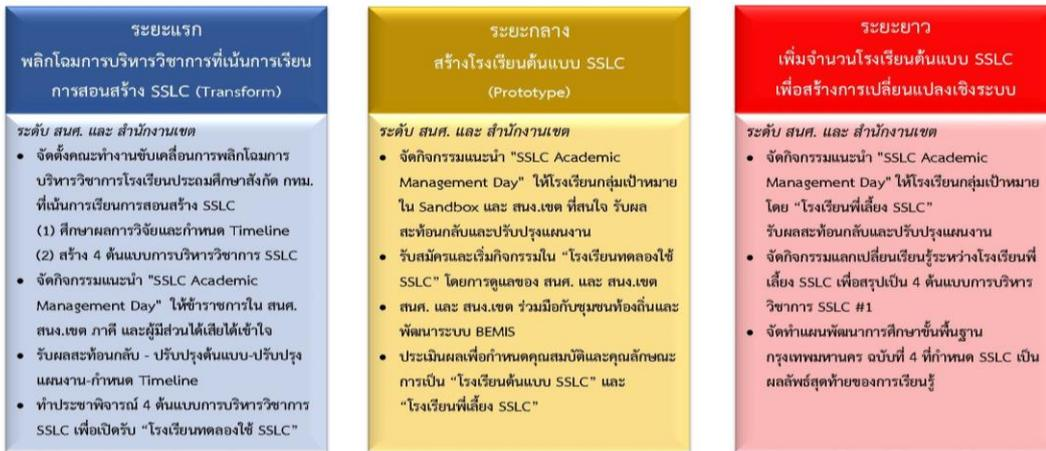 ระยะแรก
พลิกโฉมการบริหารวิชาการที่เน้นการเรียน
การสอนสร้าง SSLC (Transform)
ระดับ สนศ. และ สำนักงานเขต
• จัดตั้งคณะทำงานขับเคลื่อนการพลิกโฉมการ
บริหารวิชาการโรงเรียนประถมศึกษาสังกัด กทม.
ที่เน้นการเรียนการสอนสร้าง SSLC
(1) ศึกษาผลการวิจัยและกำหนด Timeline
(2) สร้าง 4 ต้นแบบการบริหารวิชาการ SSLC
• จัดกิจกรรมแนะนำ "SSLC Academic
Management Day" ให้ข้าราชการใน สนศ.
สนง.เขต ภาคี และผู้มีส่วนได้เสียได้เข้าใจ
• รับผลสะท้อนกลับ - ปรับปรุงต้นแบบ-ปรับปรุง
แผนงาน-กำหนด Timeline
• ทำประชาพิจารณ์ 4 ต้นแบบการบริหารวิชาการ
SSLC เพื่อเปิดรับ “โรงเรียนทดลองใช้ SSLC”
ระยะกลาง
สร้างโรงเรียนต้นแบบ SSLC
(Prototype)
ระดับ สนศ. และ สำนักงานเขต
• จัดกิจกรรมแนะนำ "SSLC Academic
Management Day" ให้โรงเรียนกลุ่มเป้าหมาย
ใน Sandbox และ สนง.เขต ที่สนใจ รับผล
สะท้อนกลับและปรับปรุงแผนงาน
• รับสมัครและเริ่มกิจกรรมใน “โรงเรียนทดลองใช้
SSLC” โดยการดูแลของ สนศ. และ สนง.เขต
• สนศ. และ สนง.เขต ร่วมมือกับชุมชนท้องถิ่นและ
พัฒนาระบบ BEMIS
• ประเมินผลเพื่อกำหนดคุณสมบัติและคุณลักษณะ
การเป็น “โรงเรียนต้นแบบ SSLC” และ
“โรงเรียนพี่เลี้ยง SSLC”
ระยะยาว
เพิ่มจำนวนโรงเรียนต้นแบบ SSLC
เพื่อสร้างการเปลี่ยนแปลงเชิงระบบ
ระดับ สนศ. และ สำนักงานเขต
• จัดกิจกรรมแนะนำ "SSLC Academic
Management Day" ให้โรงเรียนกลุ่มเป้าหมาย
โดย “โรงเรียนพี่เลี้ยง SSLC”
รับผลสะท้อนกลับและปรับปรุงแผนงาน
• จัดกิจกรรมแลกเปลี่ยนเรียนรู้ระหว่างโรงเรียนพี่
เลี้ยง SSLC เพื่อสรุปเป็น 4 ต้นแบบการบริหาร
วิชาการ SSLC #1
• จัดทำแผนพัฒนาการศึกษาขั้นพื้นฐาน
กรุงเทพมหานคร ฉบับที่ 4 ที่กำหนด SSLC เป็น
ผลลัพธ์สุดท้ายของการเรียนรู้